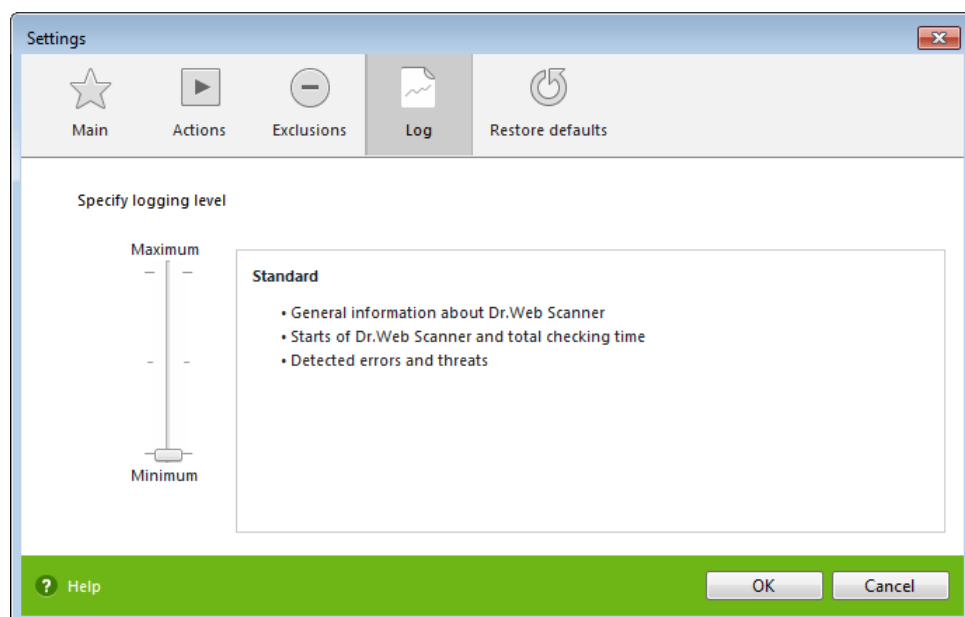 Settings
Main
Actions
Exclusions
Log
Restore defaults
Specify logging level
Maximum
Minimum
Standard
• General information about Dr.Web Scanner
• Starts of Dr.Web Scanner and total checking time
• Detected errors and threats
? Help
OK
Cancel